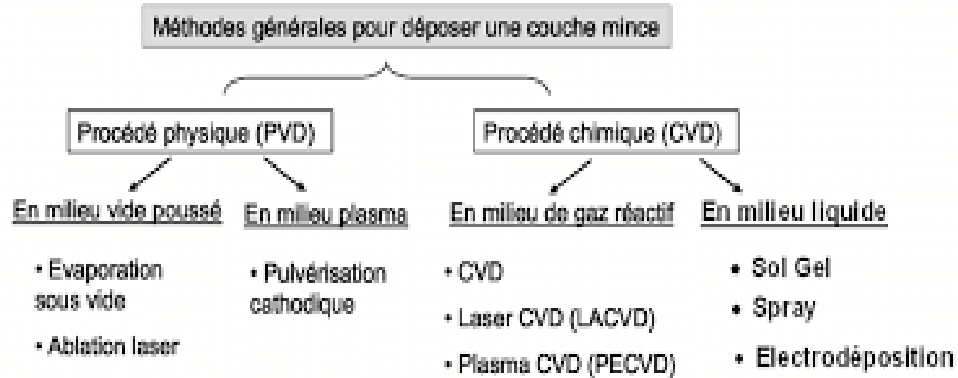 Méthodes générales pour déposer une couche mince
Procédé physique (PVD)
Procédé chimique (CVD)
En milieu vide poussé
En milieu plasma
En milieu de gaz réactif
En milieu liquide
• Evaporation
sous vide
• Ablation laser
• Pulvérisation
cathodique
• CVD
• Laser CVD (LACVD)
• Plasma CVD (PECVD)
• Sol Gel
• Spray
• Electrodéposition